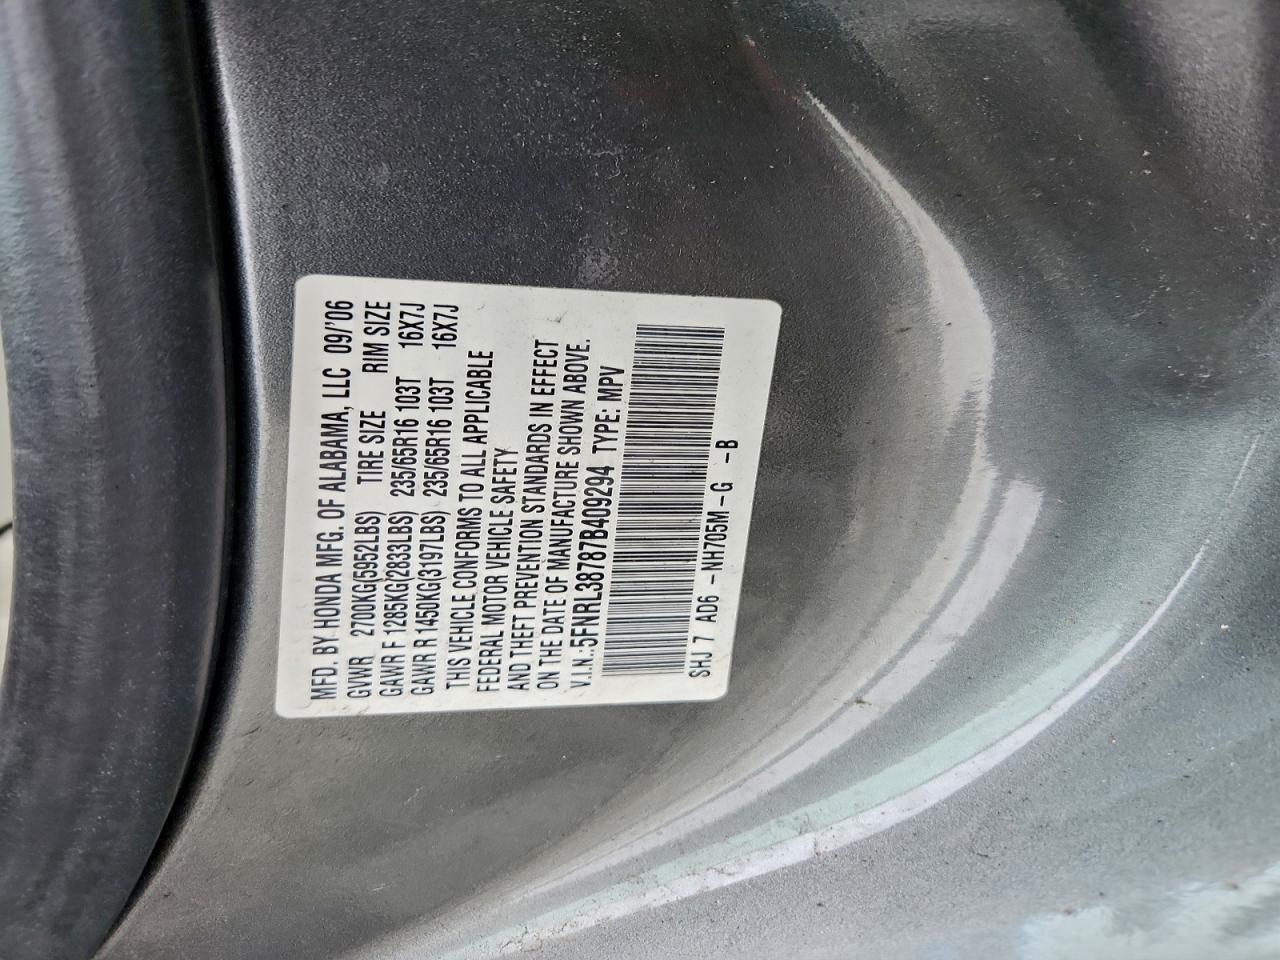 MFD. BY HONDA MFG. OF ALABAMA, LLC 09/'06
GVWR 2700KG(5952LBS) TIRE SIZE RIM SIZE
GAWR F 1285KG(2833LBS) 235/65R16 103T 16X7J
GAWR R 1450KG(3197LBS) 235/65R16 103T 16X7J
THIS VEHICLE CONFORMS TO ALL APPLICABLE
FEDERAL MOTOR VEHICLE SAFETY
AND THEFT PREVENTION STANDARDS IN EFFECT
ON THE DATE OF MANUFACTURE SHOWN ABOVE.
V.I.N.:5FNRL38787B409294 TYPE: MPV
SHJ 7 AD6 -NH705M-G -B